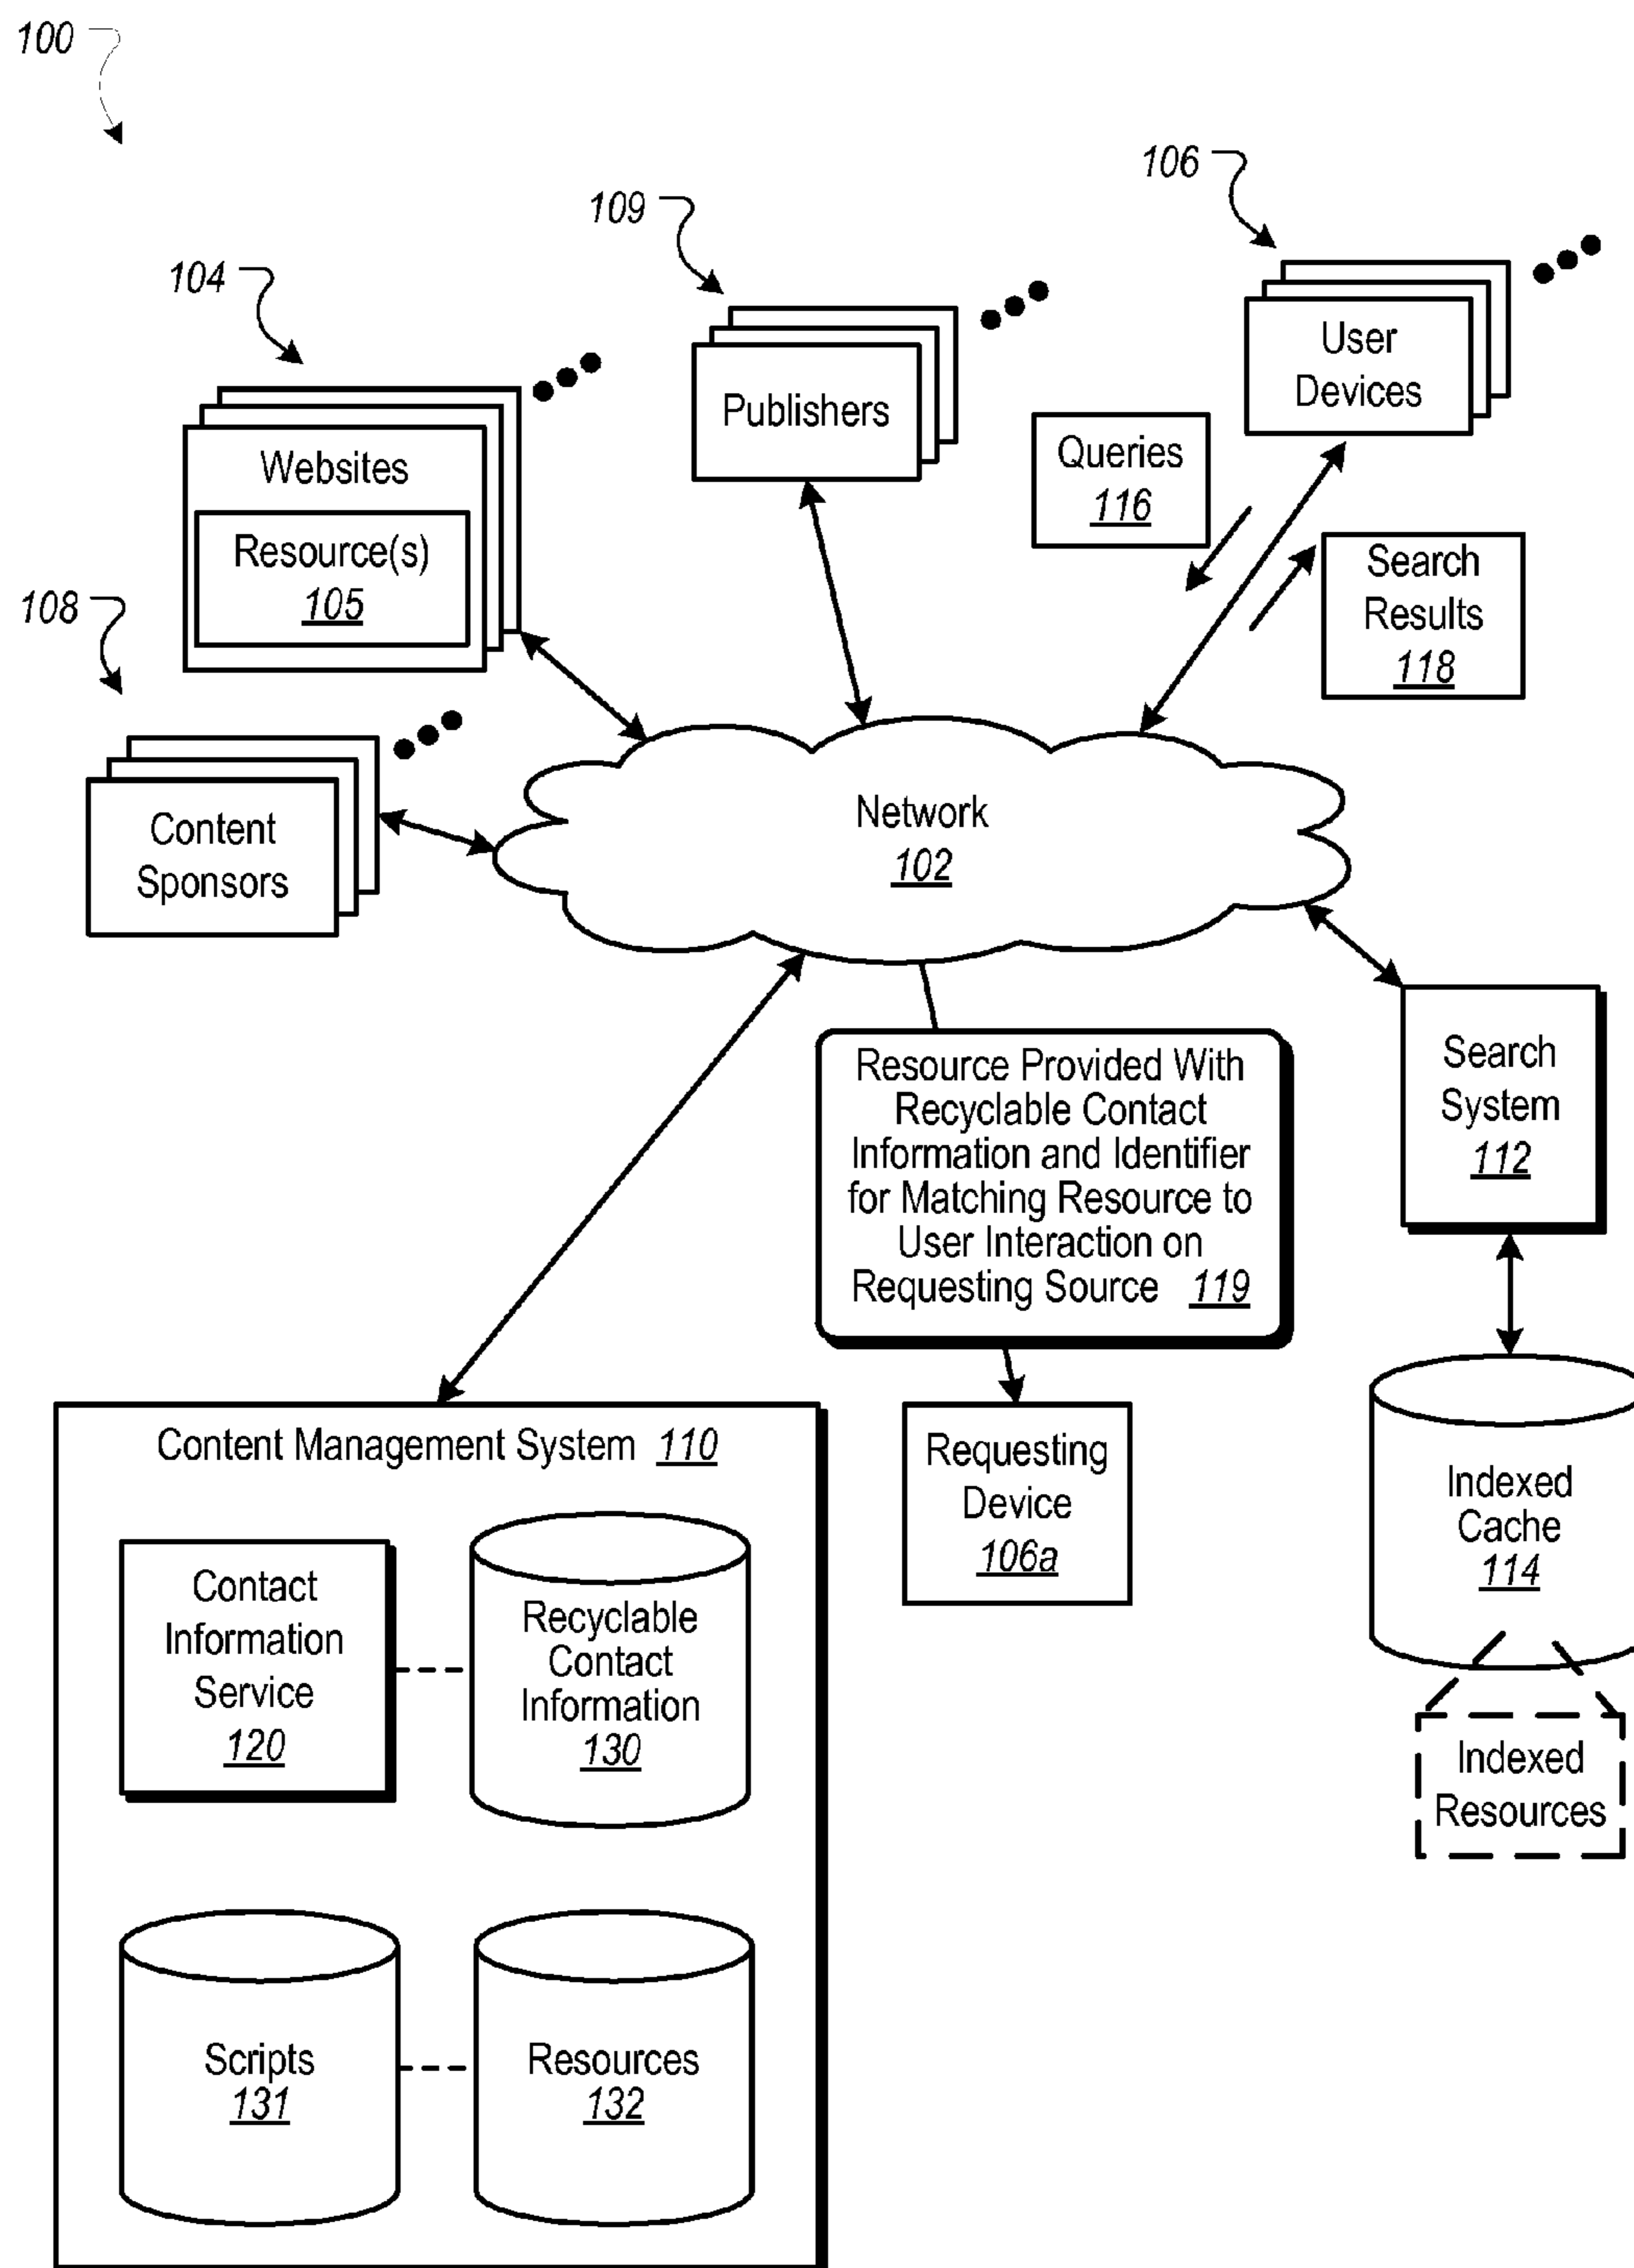 100
106
109
104
User
Devices
Publishers
Queries
116
Websites
Resource(s)
105
Search
Results
118
108
Content
Sponsors
Network
102
Resource Provided With
Recyclable Contact
Information and Identifier
for Matching Resource to
User Interaction on
Requesting Source 119
Search
System
112
Content Management System 110
Requesting
Device
106a
Indexed
Cache
114
Contact
Information
Service
120
Recyclable
Contact
Information
130
Indexed
Resources
Scripts
131
Resources
132